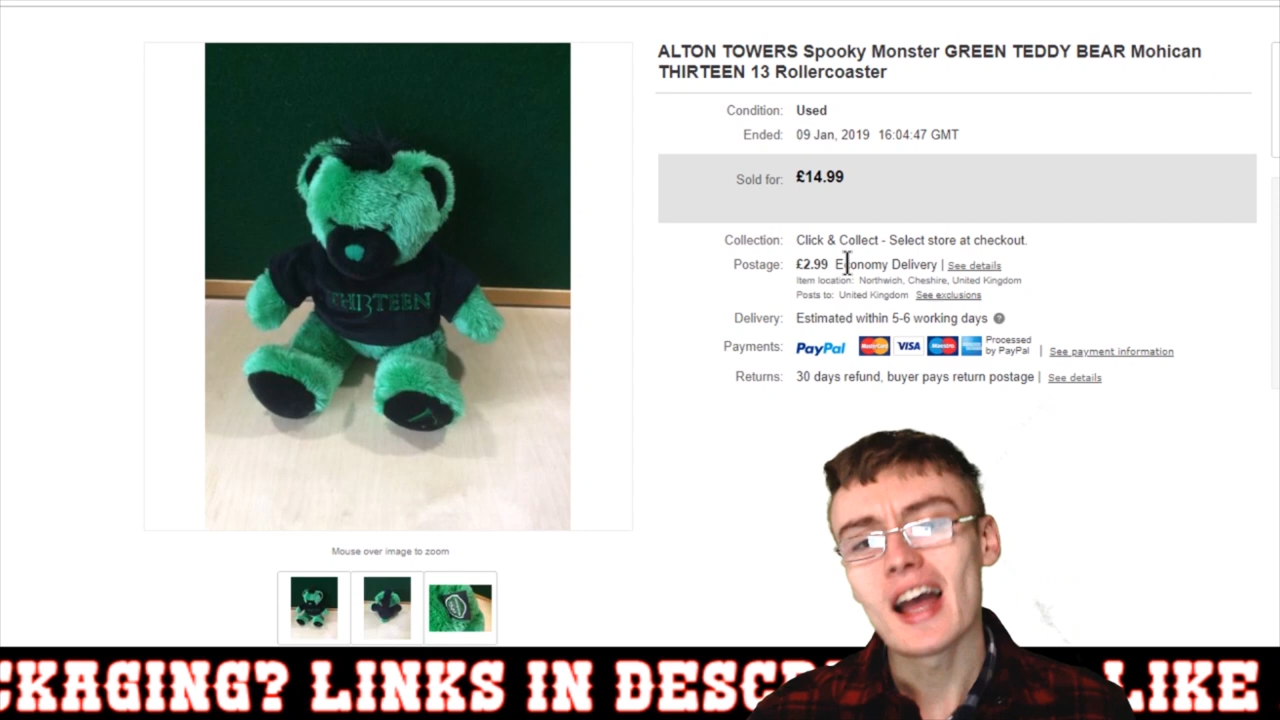 ALTON TOWERS Spooky Monster GREEN TEDDY BEAR Mohican
THIRTEEN 13 Rollercoaster
Condition: Used
Ended: 09 Jan, 2019 16:04:47 GMT
Sold for: £14.99
Collection: Click & Collect - Select store at checkout.
Postage: £2.99 Economy Delivery | See details
Item location: Northwich, Cheshire, United Kingdom
Posts to: United Kingdom See exclusions
Delivery: Estimated within 5-6 working days
Payments: PayPal MasterCard VISA Maestro Processed
by PayPal | See payment information
Returns: 30 days refund, buyer pays return postage | See details
THIRTEEN
Mouse over image to zoom
CKAGING? LINKS IN DESC LIKE